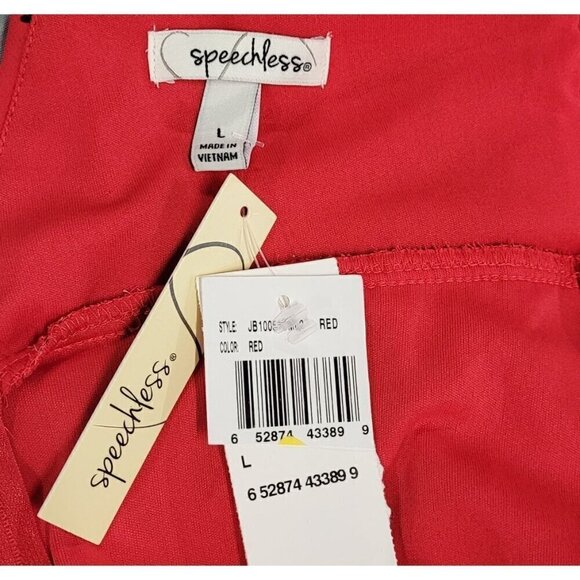 speechless®
L
MADE IN
VIETNAM
speechless®
STYLE: RED
COLOR RED
6 52874 43389 9
L
6 52874 43389 9